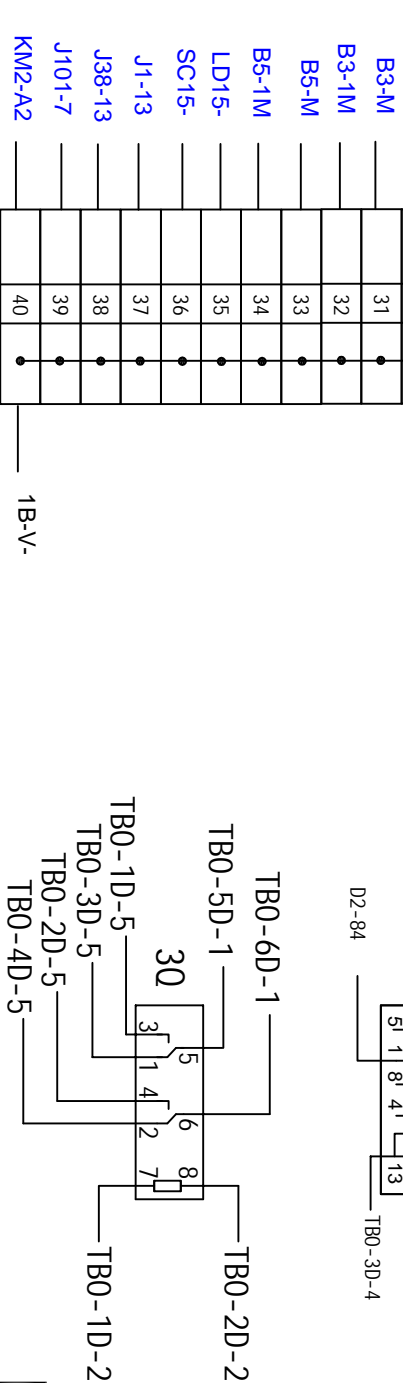 B3-M
B3-1M
B5-M
B5-1M
LD15-
SC15-
J1-13
J38-13
J101-7
KM2-A2
31
32
33
34
35
36
37
38
39
40
1B-V-
D2-84
5 1 8 4 13
TB0-3D-4
TB0-6D-1
TB0-5D-1
3Q
TB0-1D-5
TB0-3D-5
TB0-2D-5
TB0-4D-5
3 1 4 2 7
5 6 8
TB0-2D-2
TB0-1D-2